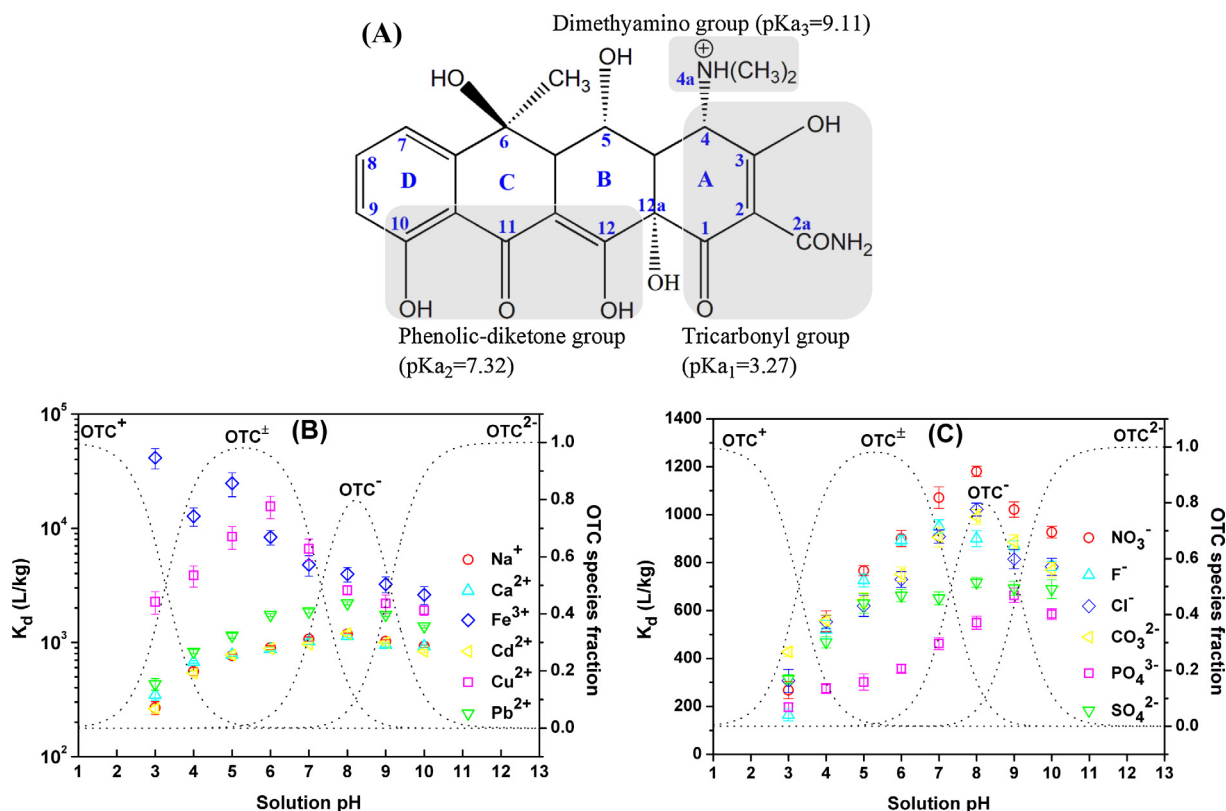 (A)
Dimethyamino group (pKa3=9.11)
HO
CH3
OH
4a
⊕
NH(CH3)2
OH
7
6
5
4
3
8
D
C
B
A
9
10
11
12
12a
1
2
2a
CONH2
OH
O
OH
OH
O
Phenolic-diketone group
(pKa2=7.32)
Tricarbonyl group
(pKa1=3.27)
(B)
OTC+
OTC±
OTC-
OTC2-
Kd (L/kg)
10^5
10^4
10^3
10^2
1.0
0.8
0.6
0.4
0.2
0.0
OTC species fraction
Na+
Ca2+
Fe3+
Cd2+
Cu2+
Pb2+
1 2 3 4 5 6 7 8 9 10 11 12 13
Solution pH
(C)
OTC+
OTC±
OTC-
OTC2-
Kd (L/kg)
1400
1200
1000
800
600
400
200
0
1.0
0.8
0.6
0.4
0.2
0.0
OTC species fraction
NO3-
F-
Cl-
CO32-
PO43-
SO42-
1 2 3 4 5 6 7 8 9 10 11 12 13
Solution pH